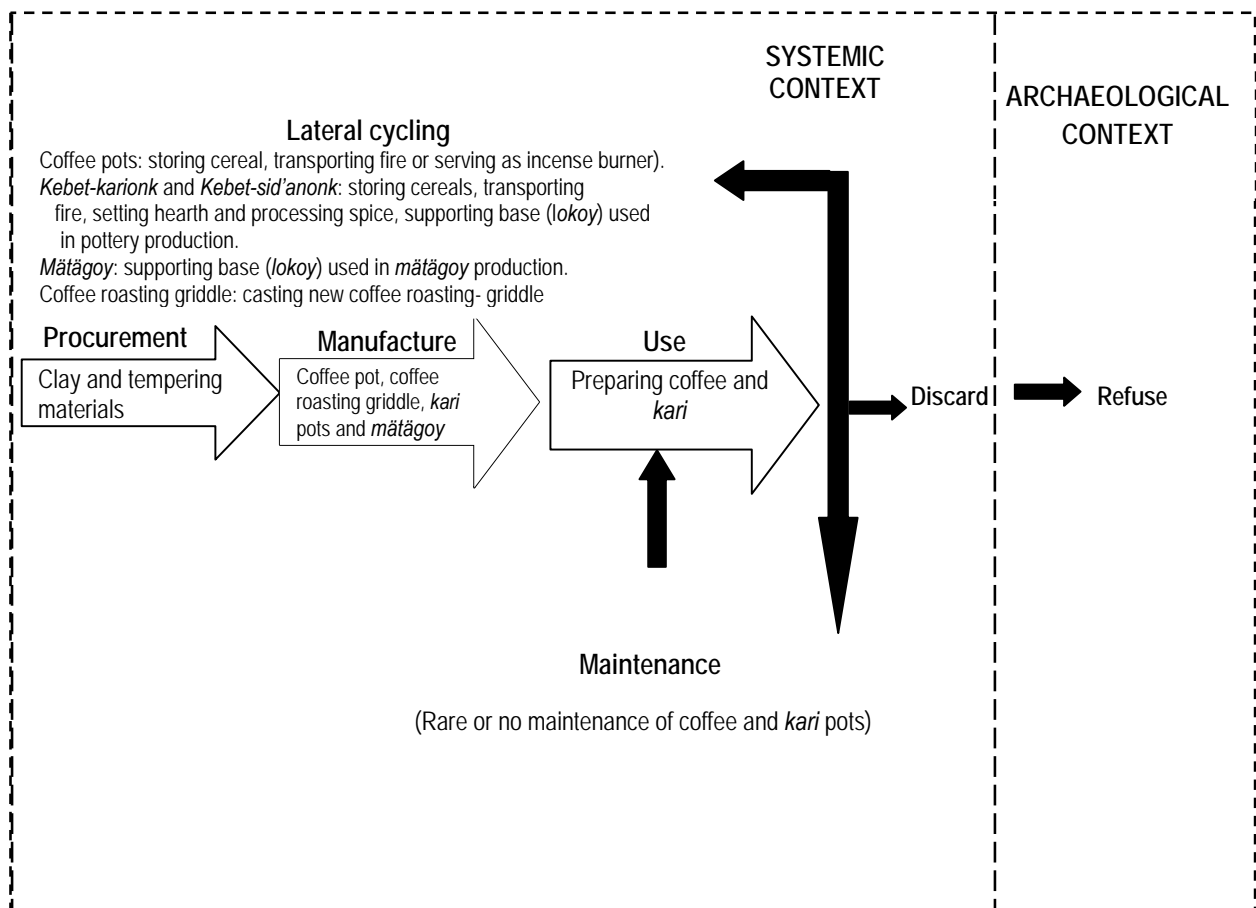 SYSTEMIC
CONTEXT
ARCHAEOLOGICAL
CONTEXT
Lateral cycling
Coffee pots: storing cereal, transporting fire or serving as incense burner).
Kebet-karionk and Kebet-sid'anonk: storing cereals, transporting
fire, setting hearth and processing spice, supporting base (lokoy) used
in pottery production.
Mätägoy: supporting base (lokoy) used in mätägoy production.
Coffee roasting griddle: casting new coffee roasting- griddle
Procurement
Clay and tempering
materials
Manufacture
Coffee pot, coffee
roasting griddle, kari
pots and mätägoy
Use
Preparing coffee and
kari
Discard
Refuse
Maintenance
(Rare or no maintenance of coffee and kari pots)